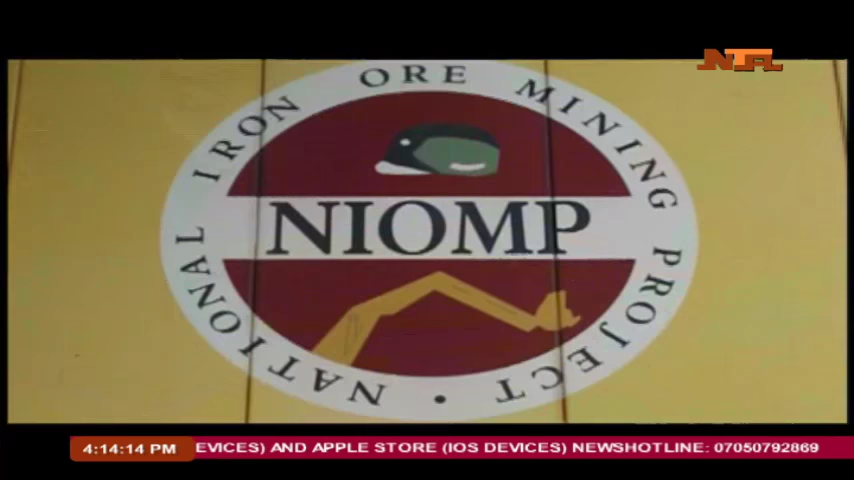 NTA
NATIONAL IRON ORE MINING PROJECT •
NIOMP
4:14:14 PM
EVICES) AND APPLE STORE (IOS DEVICES) NEWSHOTLINE: 07050792869